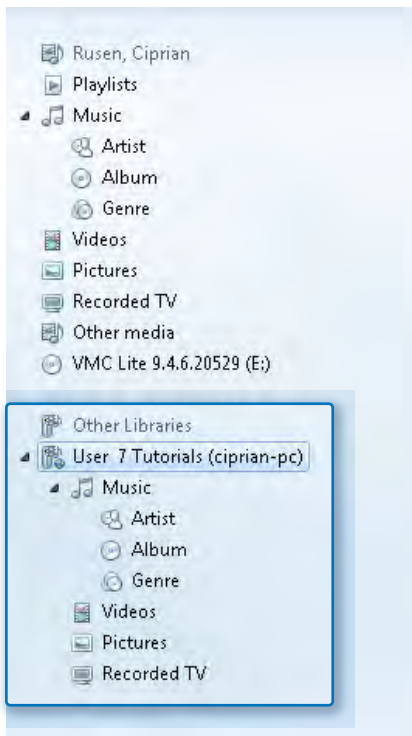 Rusen, Ciprian
Playlists
Music
Artist
Album
Genre
Videos
Pictures
Recorded TV
Other media
VMC Lite 9.4.6.20529 (E:)
Other Libraries
User 7 Tutorials (ciprian-pc)
Music
Artist
Album
Genre
Videos
Pictures
Recorded TV